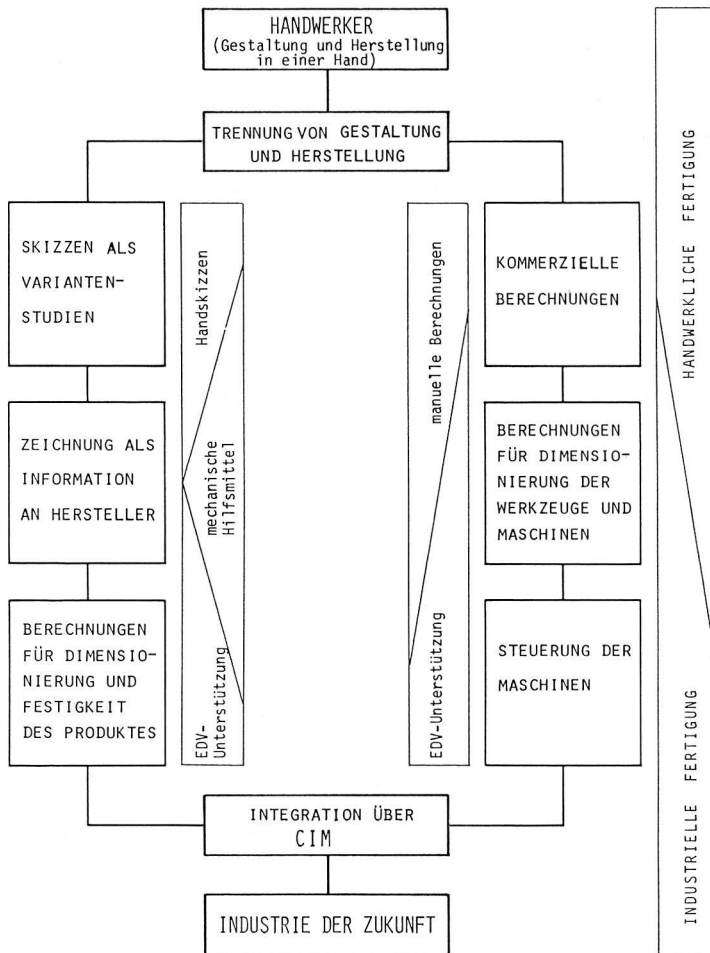 HANDWERKER
(Gestaltung und Herstellung
in einer Hand)
TRENNUNG VON GESTALTUNG
UND HERSTELLUNG
SKIZZEN ALS
VARIANTEN-
STUDIEN
ZEICHNUNG ALS
INFORMATION
AN HERSTELLER
BERECHNUNGEN
FÜR DIMENSIO-
NIERUNG UND
FESTIGKEIT
DES PRODUKTES
Handskizzen
mechanische
Hilfsmittel
EDV-
Unterstützung
manuelle Berechnungen
EDV-Unterstützung
KOMMERZIELLE
BERECHNUNGEN
BERECHNUNGEN
FÜR DIMENSIO-
NIERUNG DER
WERKZEUGE UND
MASCHINEN
STEUERUNG DER
MASCHINEN
HANDWERKLICHE FERTIGUNG
INDUSTRIELLE FERTIGUNG
INTEGRATION ÜBER
CIM
INDUSTRIE DER ZUKUNFT